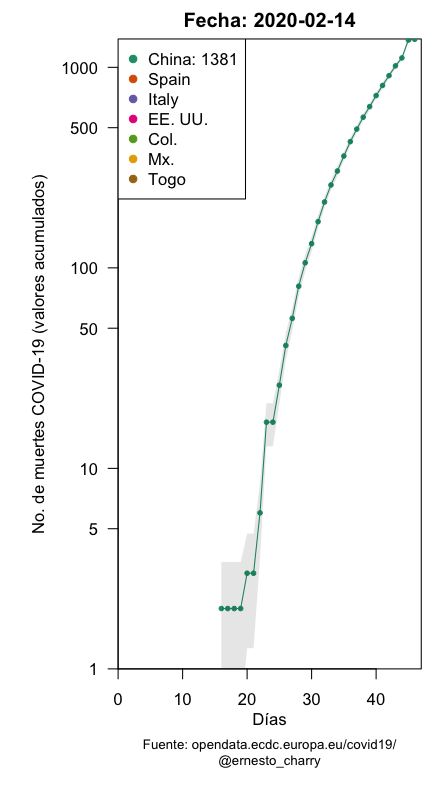 Fecha: 2020-02-14
China: 1381
Spain
Italy
EE. UU.
Col.
Mx.
Togo
No. de muertes COVID-19 (valores acumulados)
1000
500
100
50
10
5
1
0 10 20 30 40
Días
Fuente: opendata.ecdc.europa.eu/covid19/
@ernesto_charry